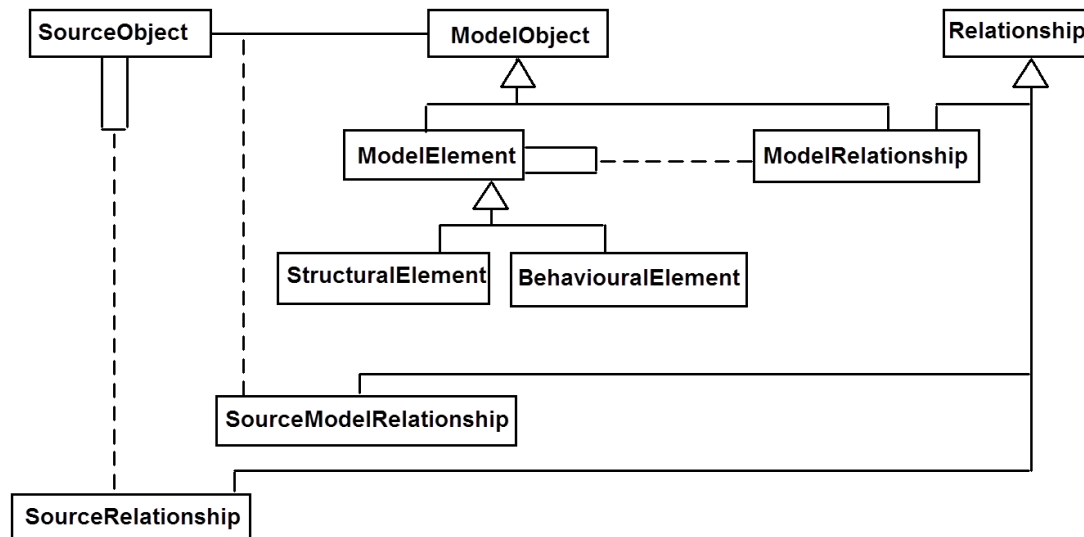 SourceObject
ModelObject
Relationship
ModelElement
ModelRelationship
StructuralElement
BehaviouralElement
SourceModelRelationship
SourceRelationship